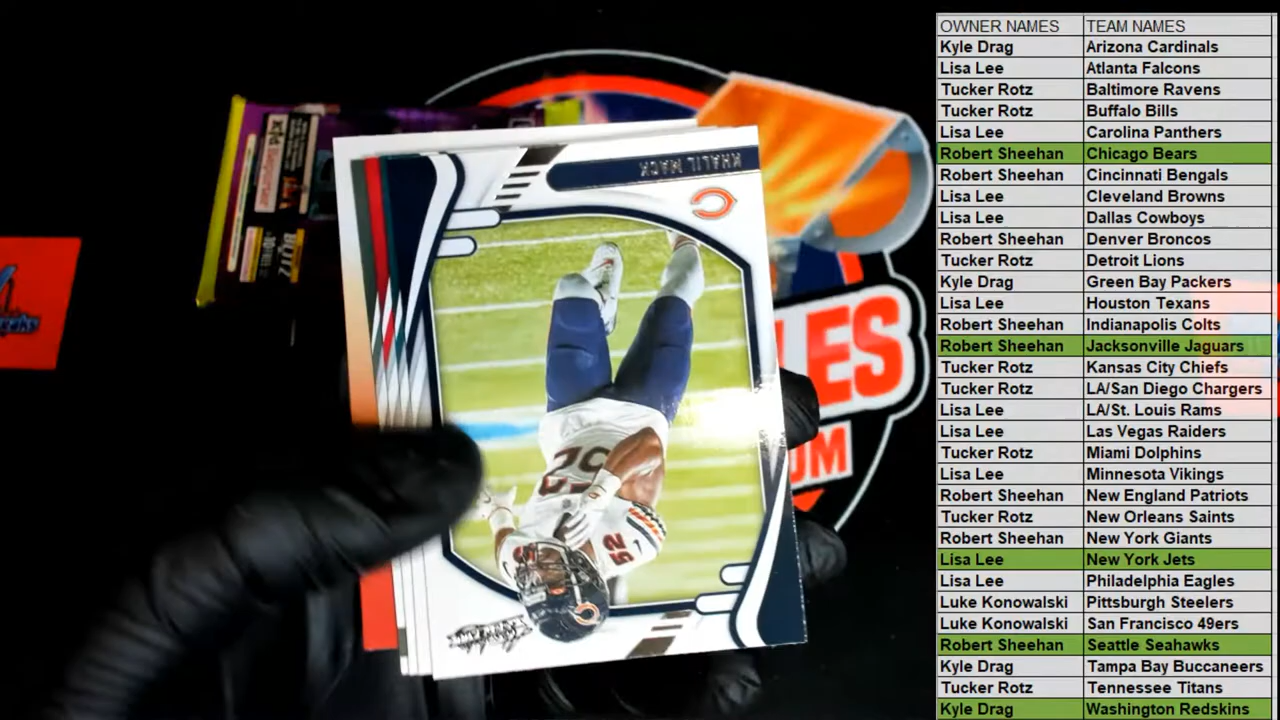 OWNER NAMES TEAM NAMES
Kyle Drag Arizona Cardinals
Lisa Lee Atlanta Falcons
Tucker Rotz Baltimore Ravens
Tucker Rotz Buffalo Bills
Lisa Lee Carolina Panthers
Robert Sheehan Chicago Bears
Robert Sheehan Cincinnati Bengals
Lisa Lee Cleveland Browns
Lisa Lee Dallas Cowboys
Robert Sheehan Denver Broncos
Tucker Rotz Detroit Lions
Kyle Drag Green Bay Packers
Lisa Lee Houston Texans
Robert Sheehan Indianapolis Colts
Robert Sheehan Jacksonville Jaguars
Tucker Rotz Kansas City Chiefs
Tucker Rotz LA/San Diego Chargers
Lisa Lee LA/St. Louis Rams
Lisa Lee Las Vegas Raiders
Tucker Rotz Miami Dolphins
Lisa Lee Minnesota Vikings
Robert Sheehan New England Patriots
Tucker Rotz New Orleans Saints
Robert Sheehan New York Giants
Lisa Lee New York Jets
Lisa Lee Philadelphia Eagles
Luke Konowalski Pittsburgh Steelers
Luke Konowalski San Francisco 49ers
Robert Sheehan Seattle Seahawks
Kyle Drag Tampa Bay Buccaneers
Tucker Rotz Tennessee Titans
Kyle Drag Washington Redskins
KHALIL MACK
52
52